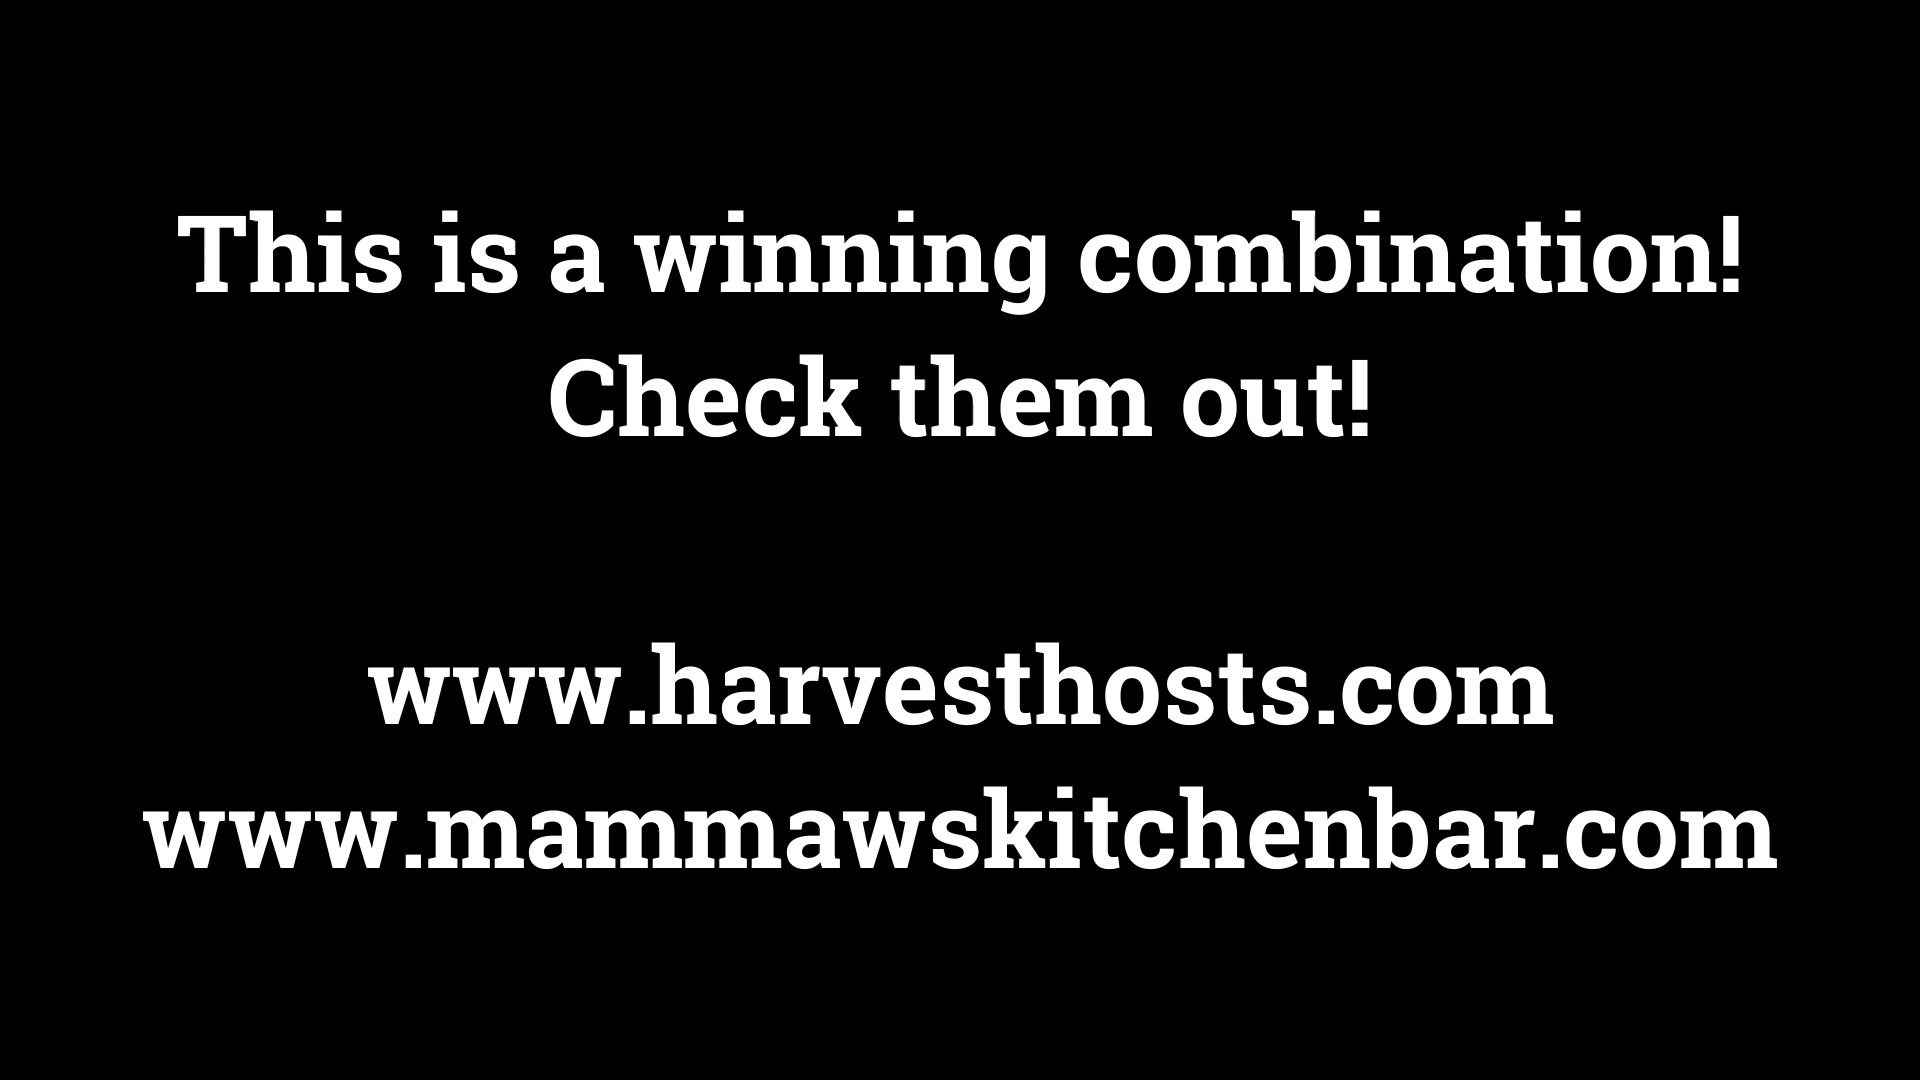 This is a winning combination!
Check them out!
www.harvesthosts.com
www.mammawskitchenbar.com